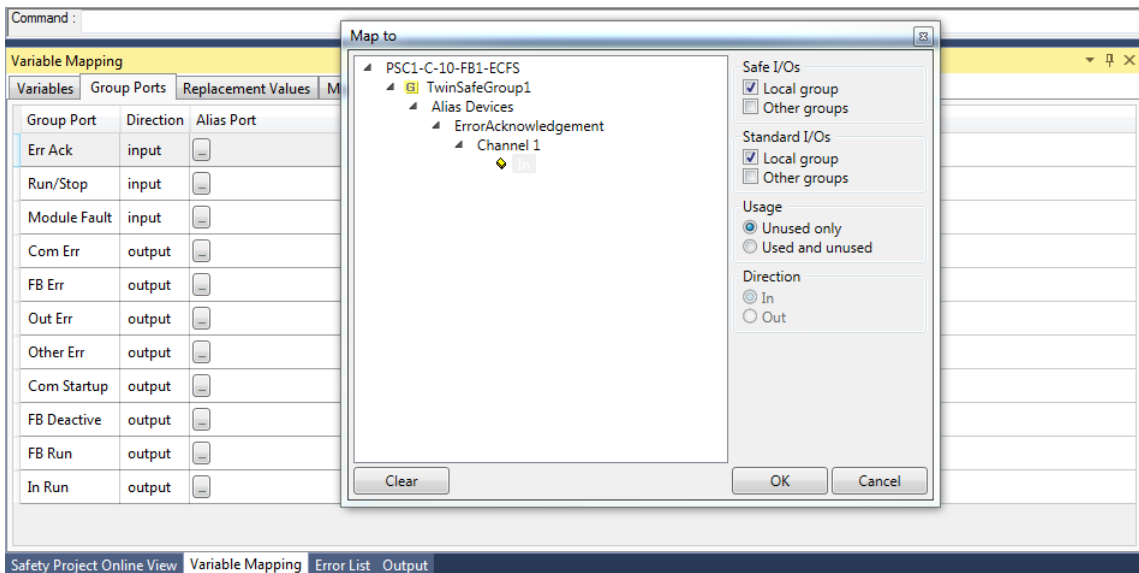 Command :
Variable Mapping
Variables Group Ports Replacement Values M
Group Port Direction Alias Port
Err Ack input ...
Run/Stop input ...
Module Fault input ...
Com Err output ...
FB Err output ...
Out Err output ...
Other Err output ...
Com Startup output ...
FB Deactive output ...
FB Run output ...
In Run output ...
Map to
PSC1-C-10-FB1-ECFS
G TwinSafeGroup1
Alias Devices
ErrorAcknowledgement
Channel 1
In
Safe I/Os
Local group
Other groups
Standard I/Os
Local group
Other groups
Usage
Unused only
Used and unused
Direction
In
Out
Clear OK Cancel
Safety Project Online View Variable Mapping Error List Output